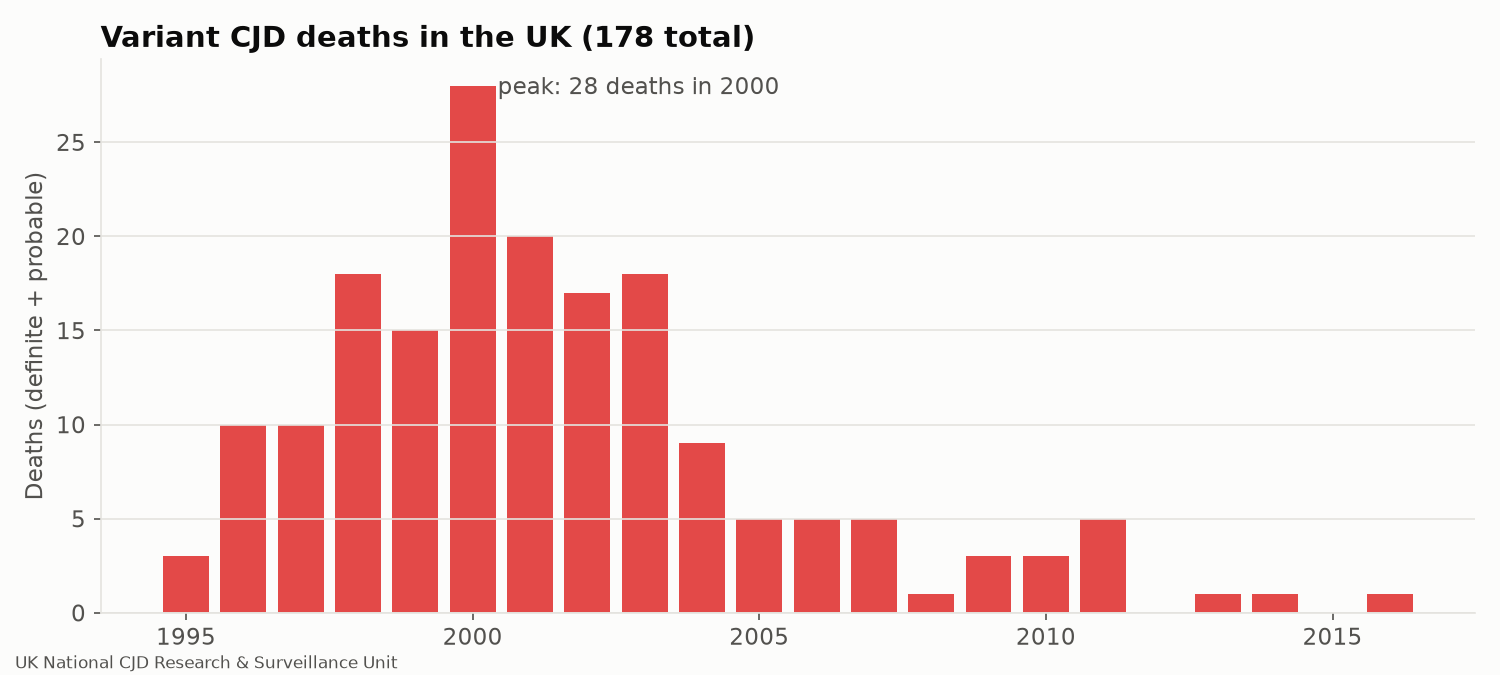 Variant CJD deaths in the UK (178 total)
peak: 28 deaths in 2000
Deaths (definite + probable)
25
20
15
10
5
0
1995 2000 2005 2010 2015
UK National CJD Research & Surveillance Unit